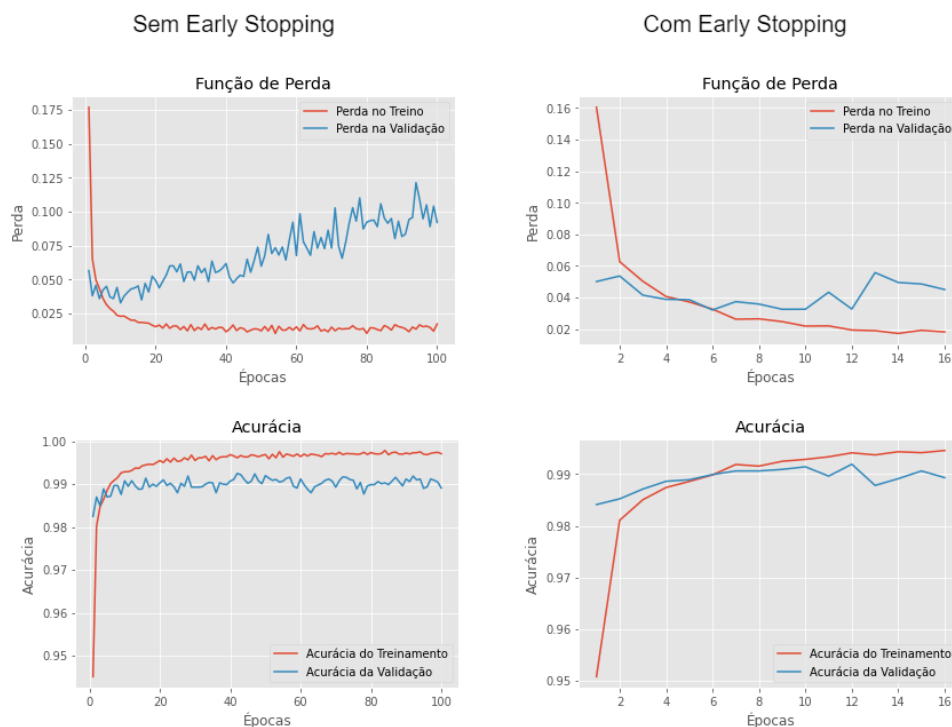 Sem Early Stopping
Com Early Stopping
Função de Perda
Perda no Treino
Perda na Validação
0.175
0.150
0.125
0.100
0.075
0.050
0.025
Perda
0
20
40
60
80
100
Épocas
Função de Perda
Perda no Treino
Perda na Validação
0.16
0.14
0.12
0.10
0.08
0.06
0.04
0.02
Perda
2
4
6
8
10
12
14
16
Épocas
Acurácia
1.00
0.99
0.98
0.97
0.96
0.95
Acurácia
Acurácia do Treinamento
Acurácia da Validação
0
20
40
60
80
100
Épocas
Acurácia
0.99
0.98
0.97
0.96
0.95
Acurácia
Acurácia do Treinamento
Acurácia da Validação
2
4
6
8
10
12
14
16
Épocas